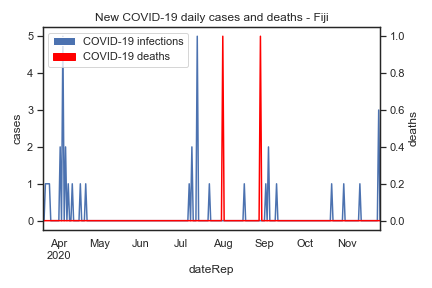 New COVID-19 daily cases and deaths - Fiji
COVID-19 infections
COVID-19 deaths
5
4
3
2
1
0
cases
1.0
0.8
0.6
0.4
0.2
0.0
deaths
Apr May Jun Jul Aug Sep Oct Nov
2020
dateRep